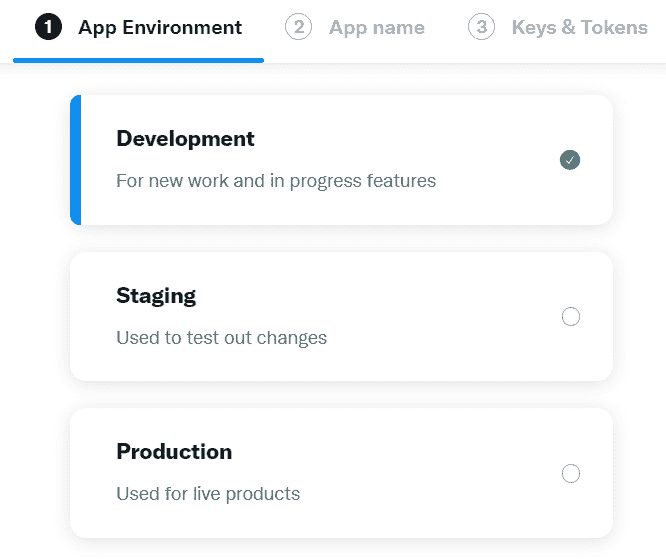 1 App Environment 2 App name 3 Keys & Tokens
Development
For new work and in progress features
Staging
Used to test out changes
Production
Used for live products